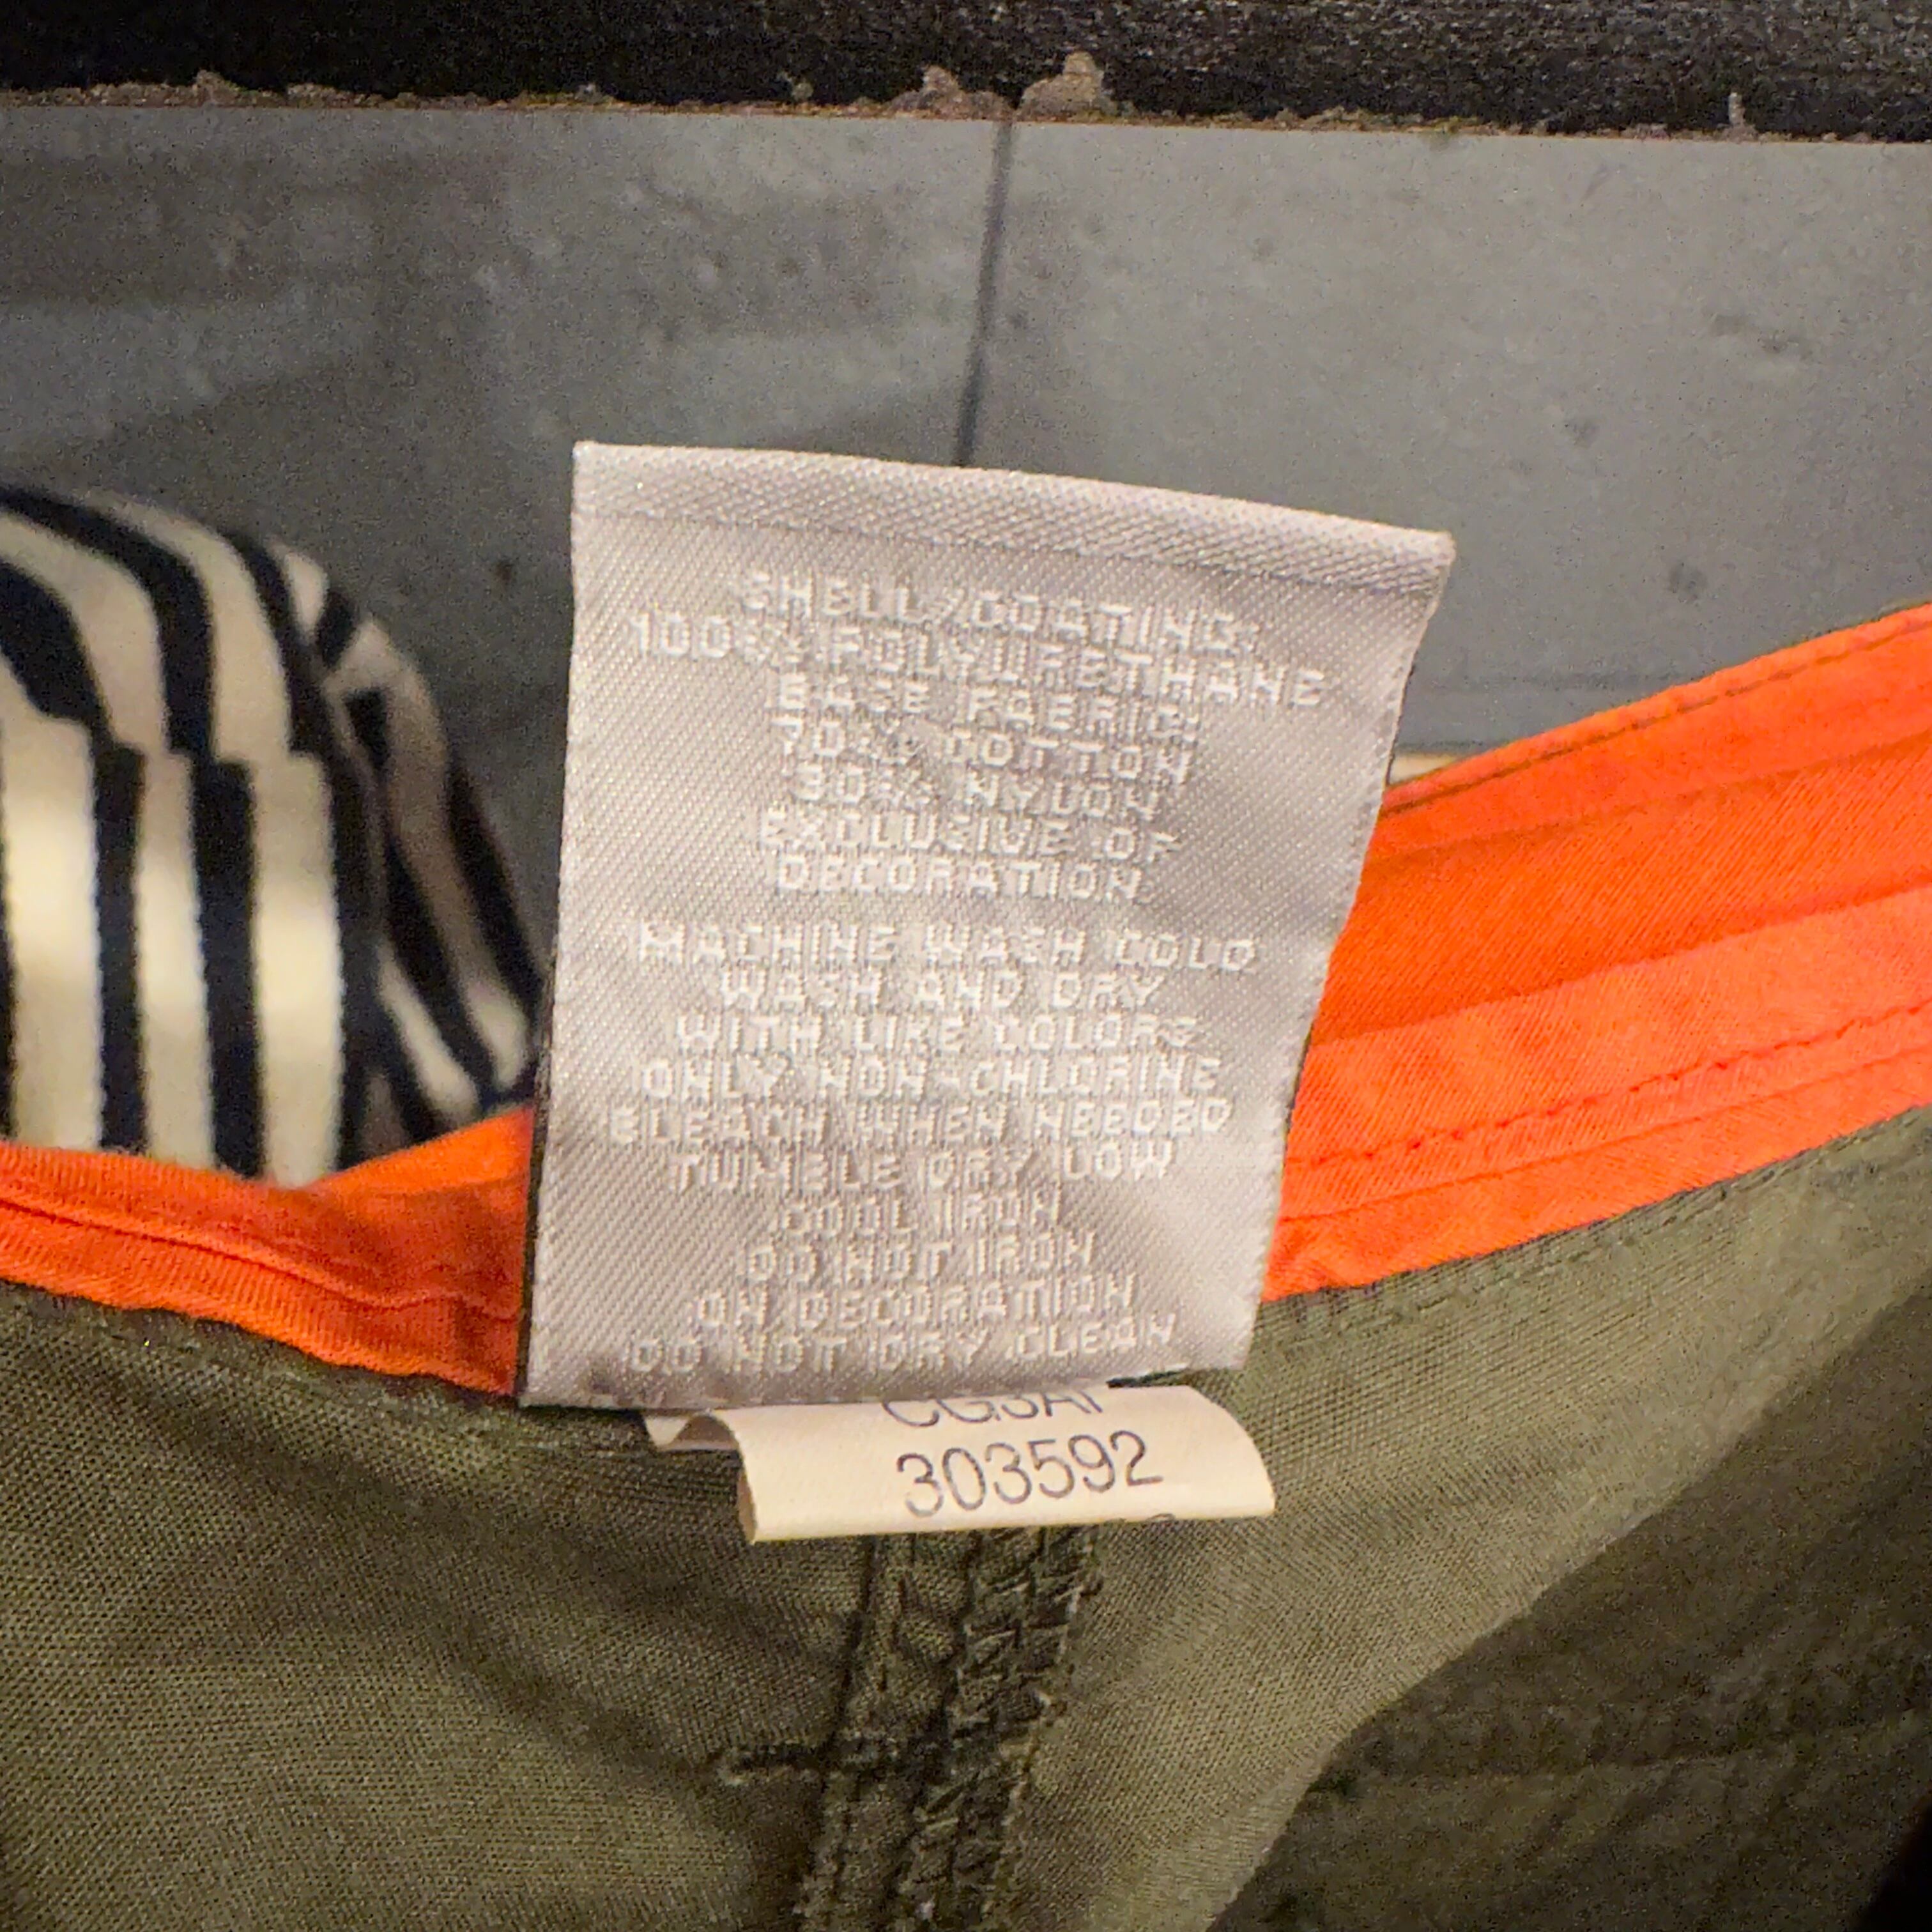 SHELL/COATING:
100% POLYURETHANE
BASE FABRIC:
70% COTTON
30% NYLON
EXCLUSIVE OF
DECORATION
MACHINE WASH COLD
WASH AND DRY
WITH LIKE COLORS
ONLY NON-CHLORINE
BLEACH WHEN NEEDED
TUMBLE DRY LOW
COOL IRON
DO NOT IRON
ON DECORATION
DO NOT DRY CLEAN
303592